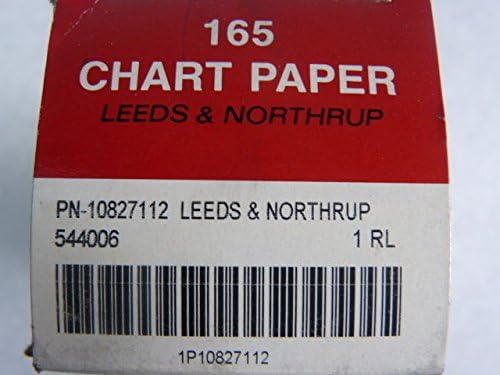 165
CHART PAPER
LEEDS & NORTHRUP
PN-10827112 LEEDS & NORTHRUP
544006 1 RL
1P10827112